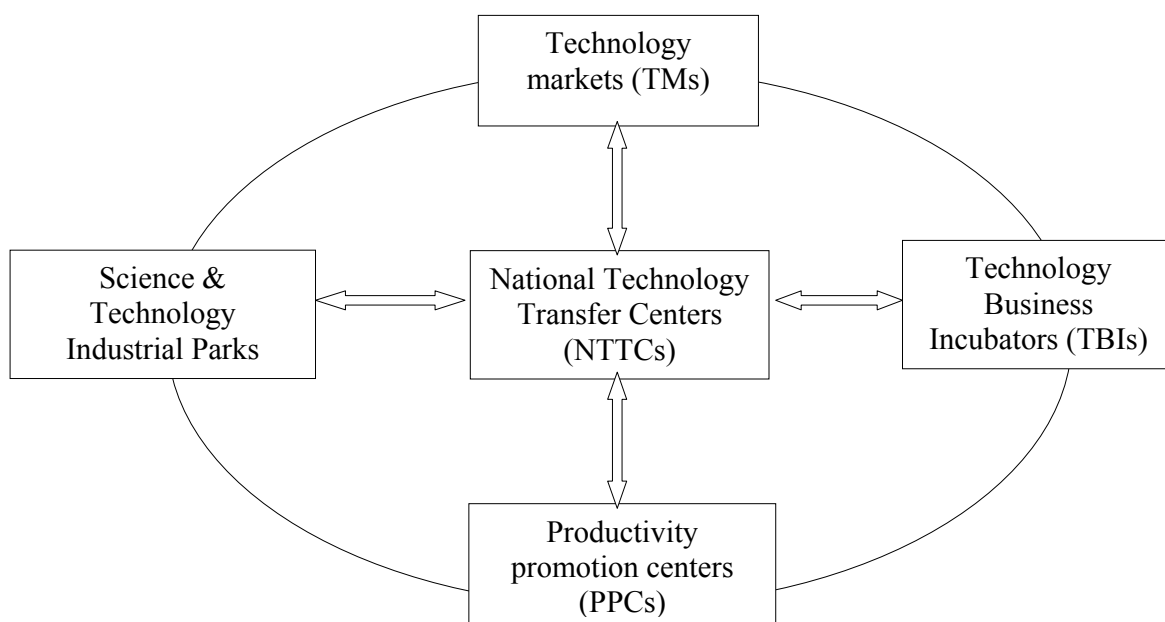 Technology
markets (TMs)
Science &
Technology
Industrial Parks
National Technology
Transfer Centers
(NTTCs)
Technology
Business
Incubators (TBIs)
Productivity
promotion centers
(PPCs)